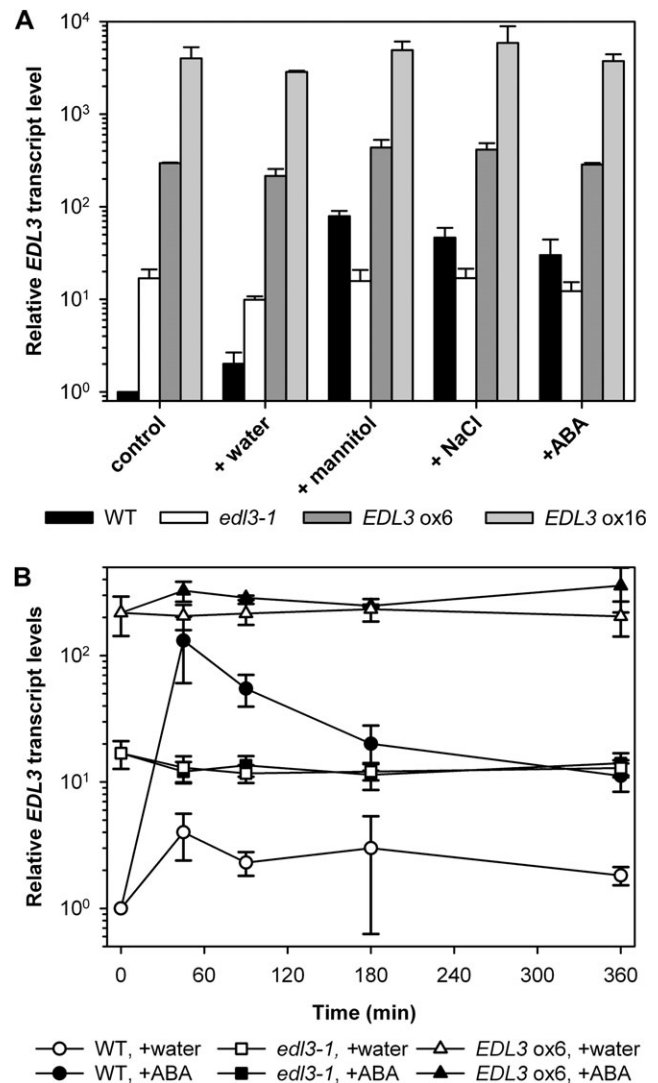 A
Relative EDL3 transcript level
10⁴
10³
10²
10¹
10⁰
control
+ water
+ mannitol
+ NaCl
+ABA
WT
edl3-1
EDL3 ox6
EDL3 ox16
B
Relative EDL3 transcript levels
10²
10¹
10⁰
0 60 120 180 240 300 360
Time (min)
WT, +water edl3-1, +water EDL3 ox6, +water
WT, +ABA edl3-1, +ABA EDL3 ox6, +ABA